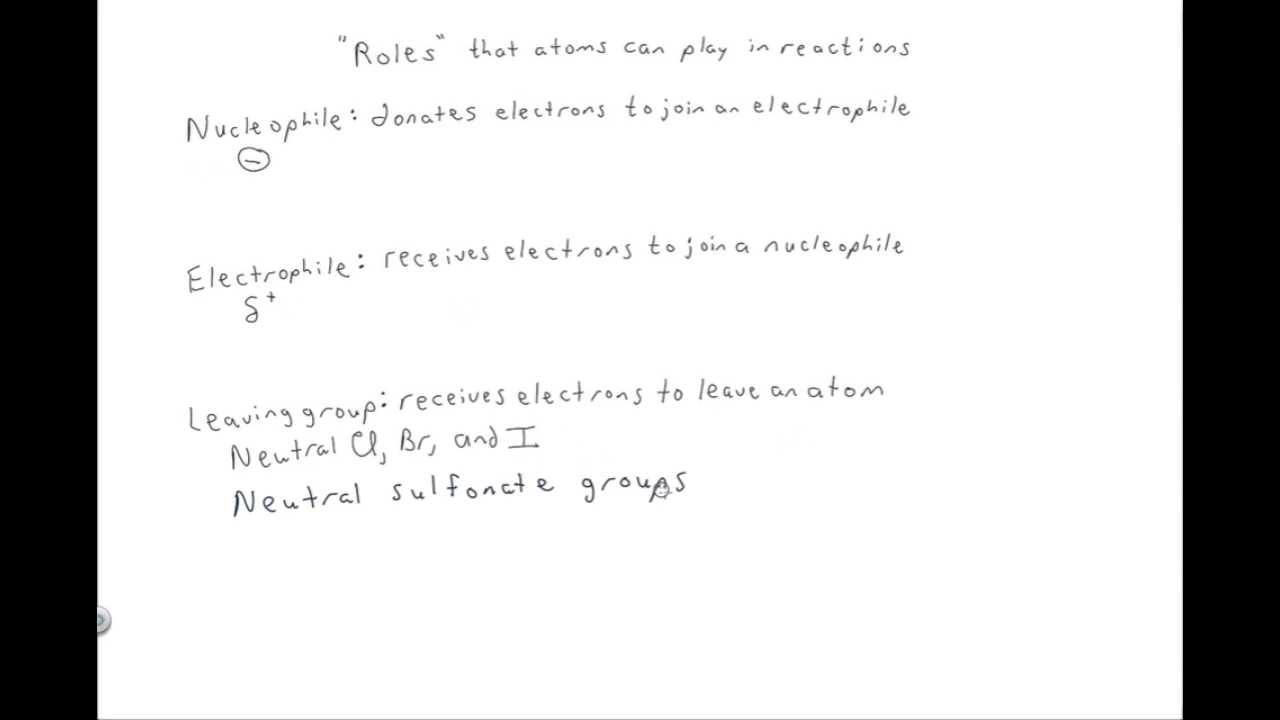 "Roles" that atoms can play in reactions
Nucleophile: donates electrons to join an electrophile
⊖
Electrophile: receives electrons to join a nucleophile
δ⁺
Leaving group: receives electrons to leave an atom
Neutral Cl, Br, and I
Neutral sulfonate groups